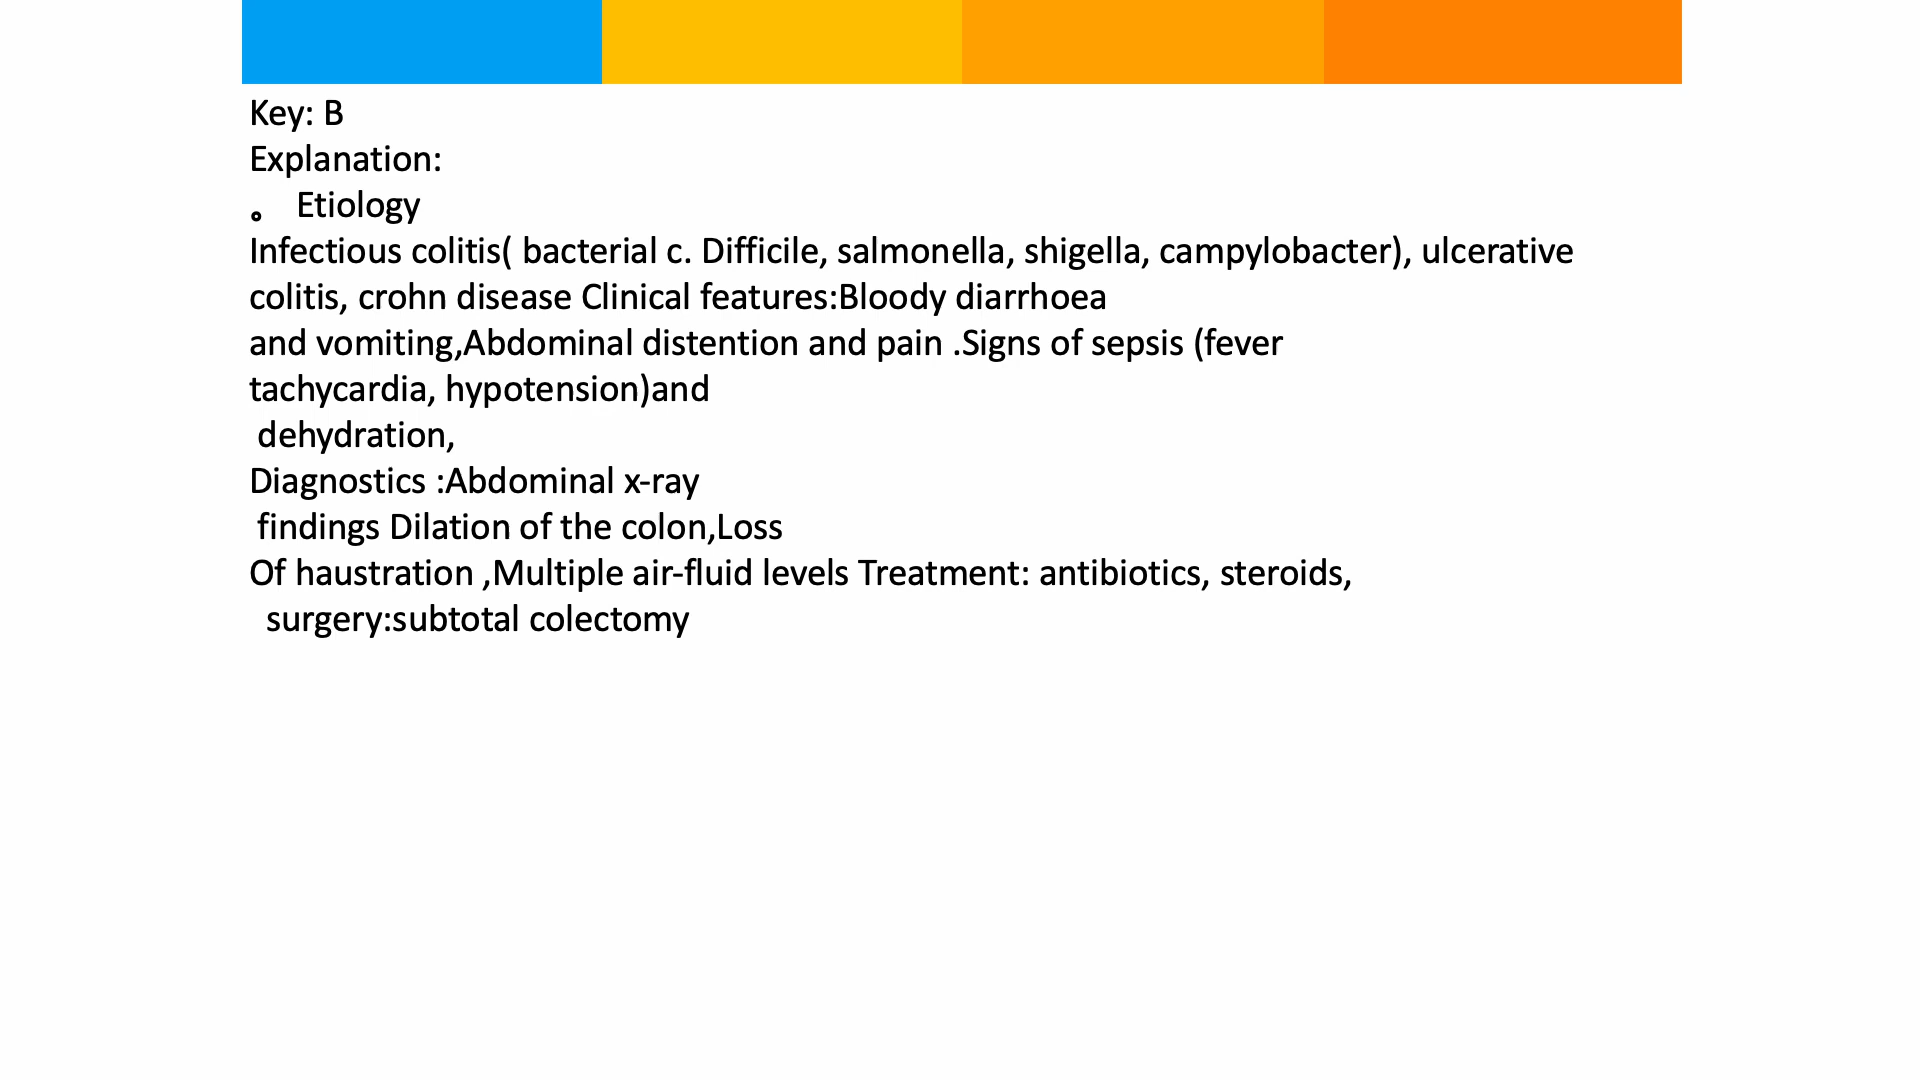 Key: B
Explanation:
。 Etiology
Infectious colitis( bacterial c. Difficile, salmonella, shigella, campylobacter), ulcerative
colitis, crohn disease Clinical features:Bloody diarrhoea
and vomiting,Abdominal distention and pain .Signs of sepsis (fever
tachycardia, hypotension)and
dehydration,
Diagnostics :Abdominal x-ray
findings Dilation of the colon,Loss
Of haustration ,Multiple air-fluid levels Treatment: antibiotics, steroids,
surgery:subtotal colectomy